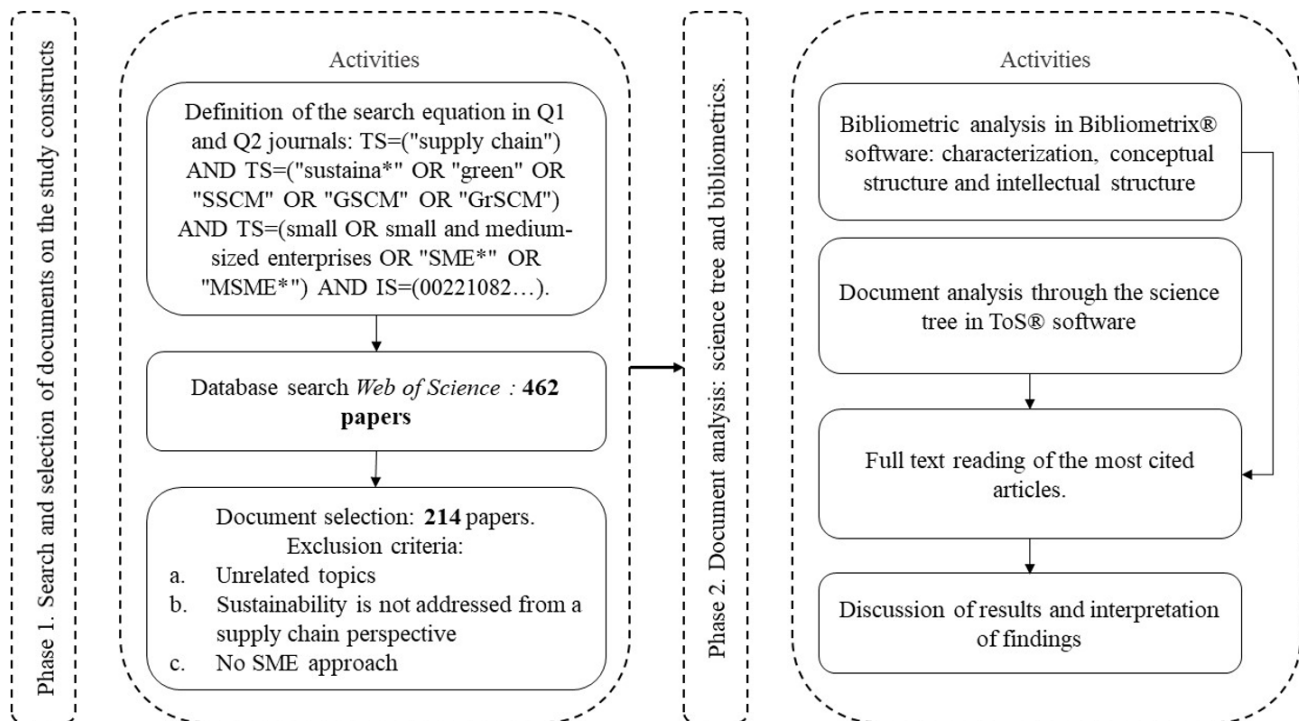 Phase 1. Search and selection of documents on the study constructs
Activities
Definition of the search equation in Q1
and Q2 journals: TS=("supply chain")
AND TS=("sustaina*" OR "green" OR
"SSCM" OR "GSCM" OR "GrSCM")
AND TS=(small OR small and medium-
sized enterprises OR "SME*" OR
"MSME*") AND IS=(00221082…).
Database search Web of Science : 462
papers
Document selection: 214 papers.
Exclusion criteria:
a. Unrelated topics
b. Sustainability is not addressed from a
supply chain perspective
c. No SME approach
Phase 2. Document analysis: science tree and bibliometrics.
Activities
Bibliometric analysis in Bibliometrix®
software: characterization, conceptual
structure and intellectual structure
Document analysis through the science
tree in ToS® software
Full text reading of the most cited
articles.
Discussion of results and interpretation
of findings